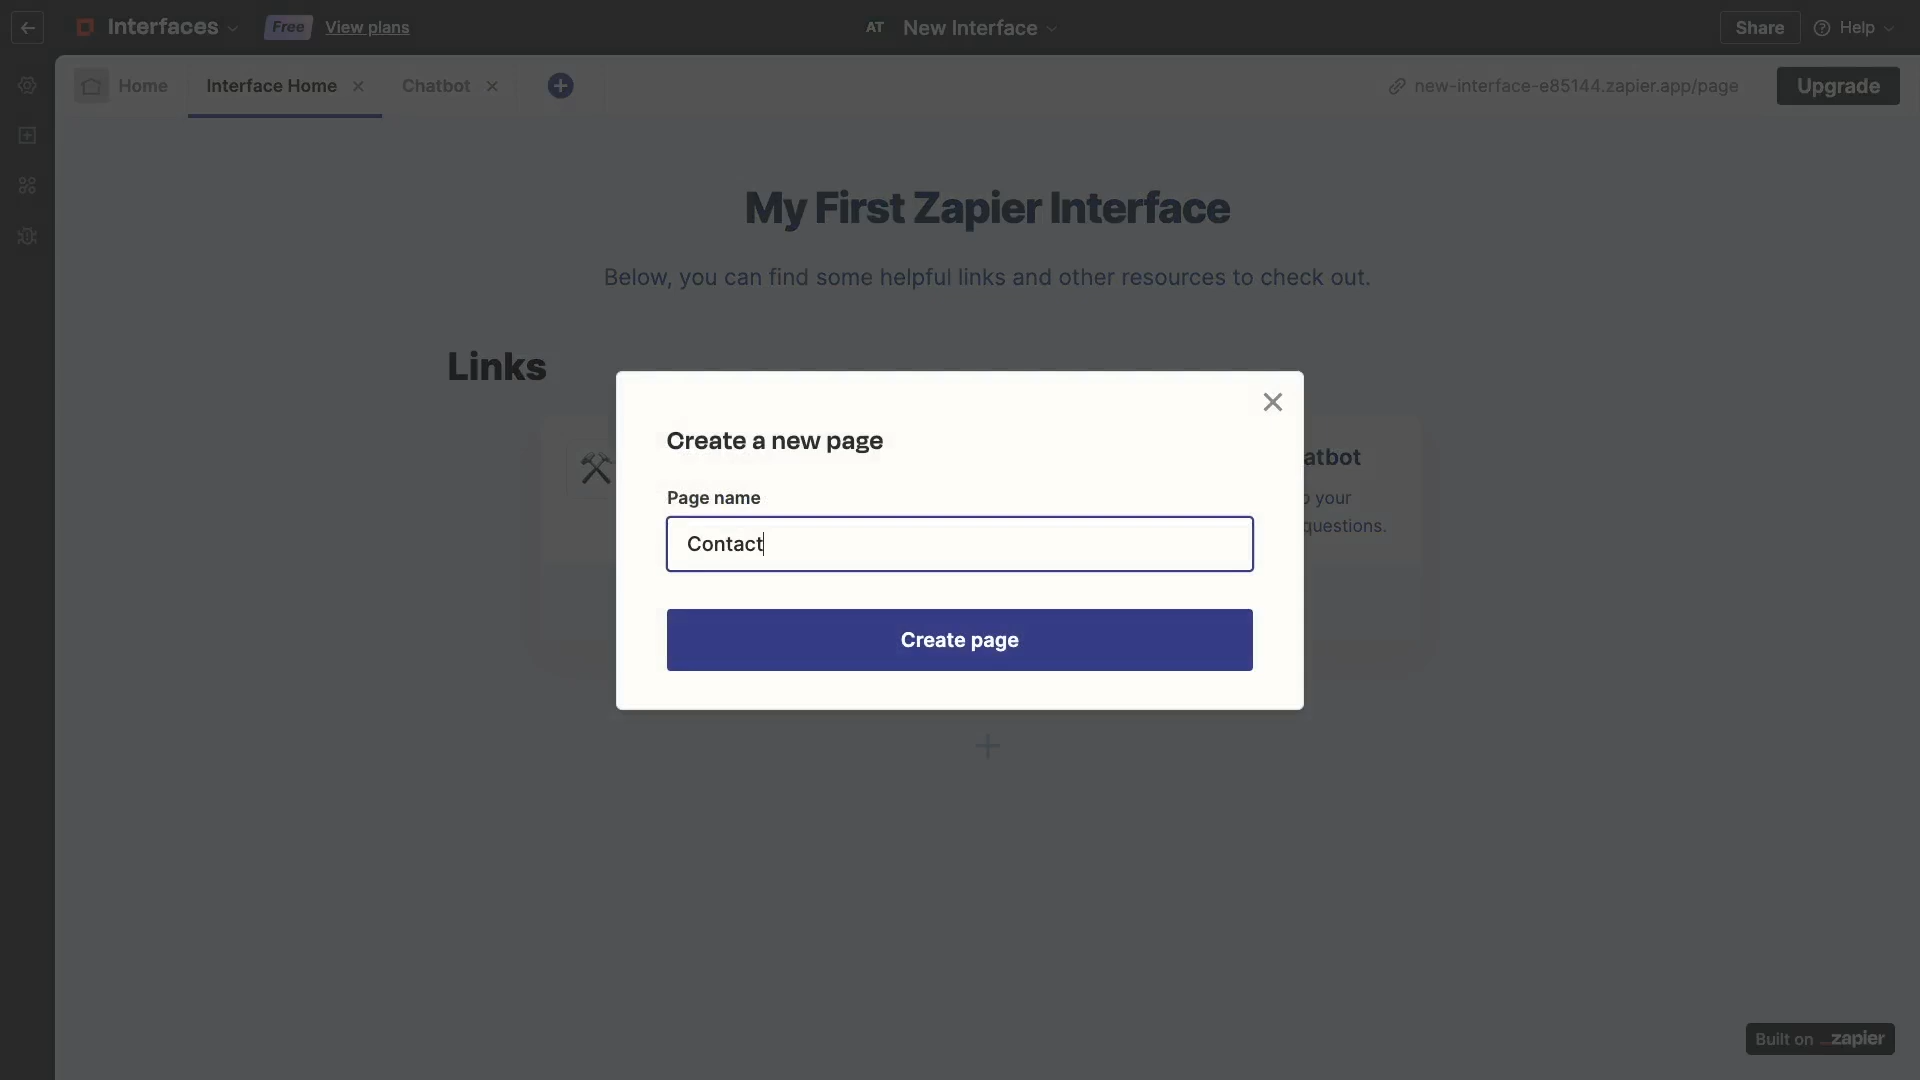 Interfaces Free View plans AT New Interface Share Help
Home Interface Home Chatbot new-interface-e85144.zapier.app/page Upgrade
My First Zapier Interface
Below, you can find some helpful links and other resources to check out.
Links
Create a new page
Page name
Contact
Create page
atbot
your
questions.
Built on zapier